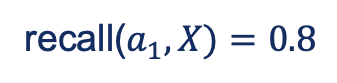 recall(𝑎₁, 𝑋) = 0.8